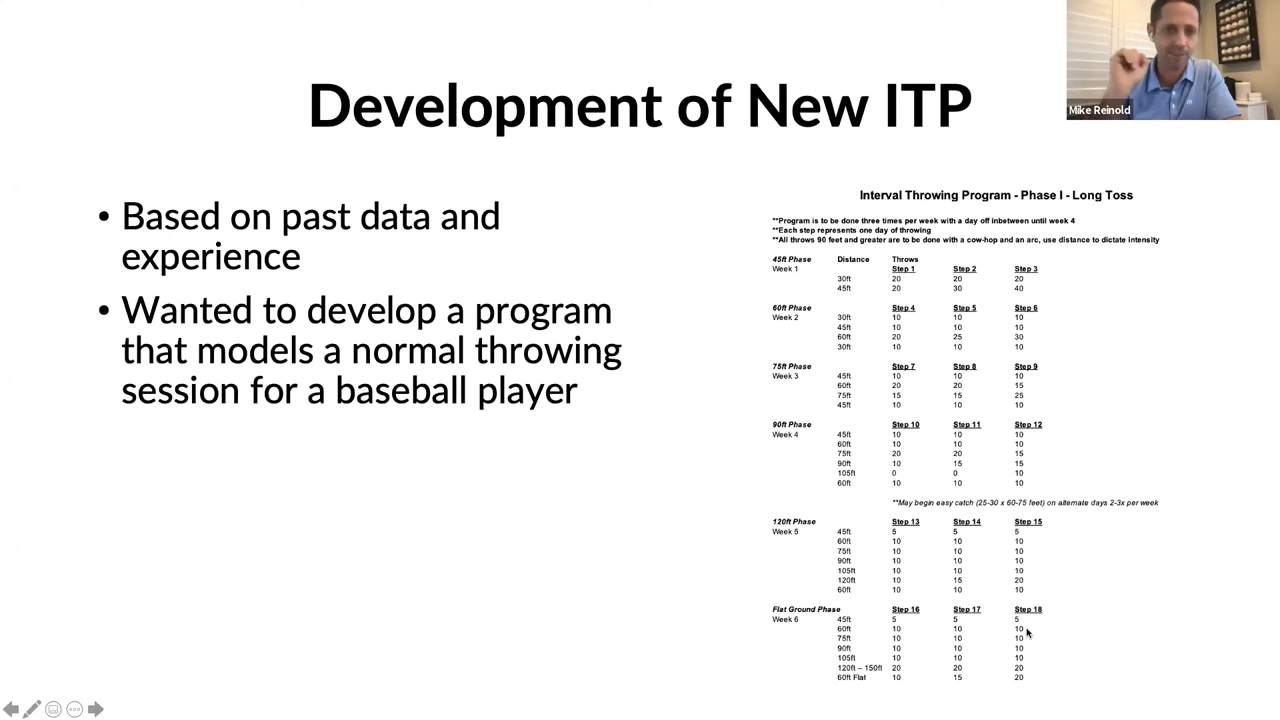 Development of New ITP
Mike Reinold
• Based on past data and
experience
• Wanted to develop a program
that models a normal throwing
session for a baseball player
Interval Throwing Program - Phase I - Long Toss
**Program is to be done three times per week with a day off inbetween until week 4
**Each step represents one day of throwing
**All throws 90 feet and greater are to be done with a cow-hop and an arc, use distance to dictate intensity
45ft Phase Distance Throws
Week 1 Step 1 Step 2 Step 3
30ft 20 20 20
45ft 20 30 40
60ft Phase Step 4 Step 5 Step 6
Week 2 30ft 10 10 10
45ft 10 10 10
60ft 20 25 30
30ft 10 10 10
75ft Phase Step 7 Step 8 Step 9
Week 3 45ft 10 10 10
60ft 20 20 15
75ft 15 15 25
45ft 10 10 10
90ft Phase Step 10 Step 11 Step 12
Week 4 45ft 10 10 10
60ft 10 10 10
75ft 20 20 15
90ft 10 15 15
105ft 0 0 10
60ft 10 10 10
**May begin easy catch (25-30 x 60-75 feet) on alternate days 2-3x per week
120ft Phase Step 13 Step 14 Step 15
Week 5 45ft 5 5 5
60ft 10 10 10
75ft 10 10 10
90ft 10 10 10
105ft 10 10 10
120ft 10 15 20
60ft 10 10 10
Flat Ground Phase Step 16 Step 17 Step 18
Week 6 45ft 5 5 5
60ft 10 10 10
75ft 10 10 10
90ft 10 10 10
105ft 10 10 10
120ft – 150ft 20 20 20
60ft Flat 10 15 20